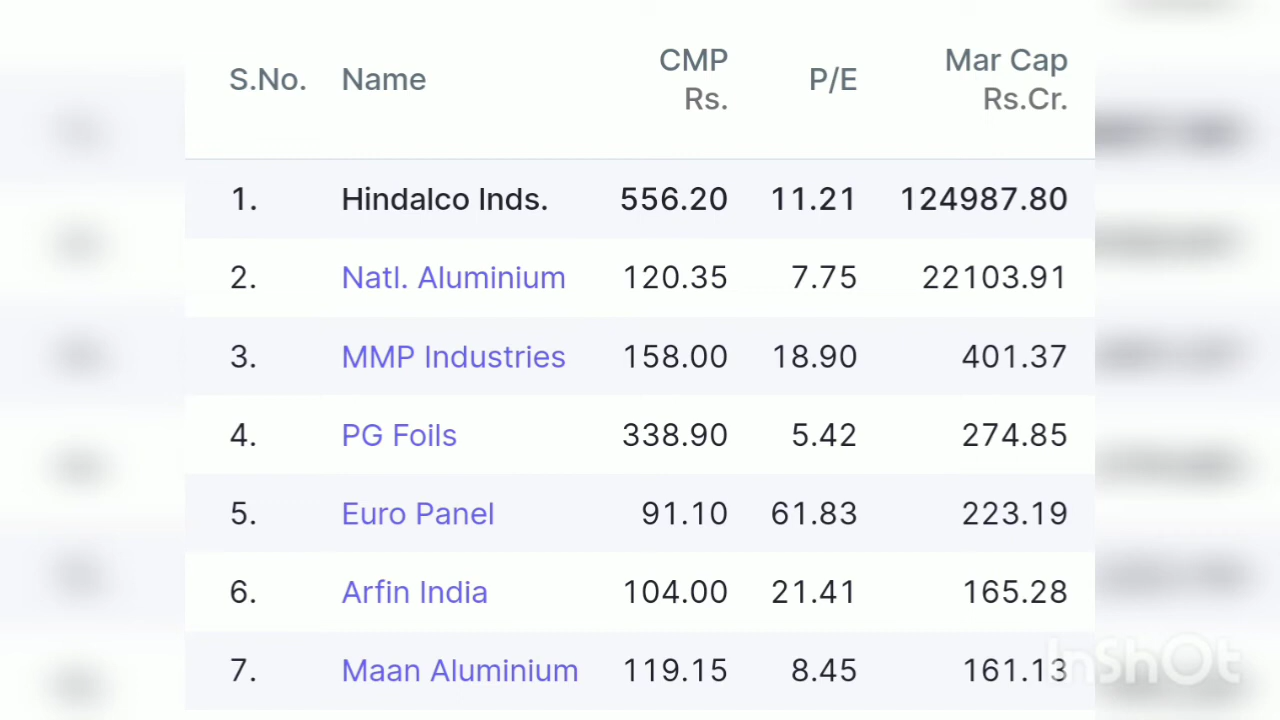 S.No. Name CMP Rs. P/E Mar Cap Rs.Cr.
1. Hindalco Inds. 556.20 11.21 124987.80
2. Natl. Aluminium 120.35 7.75 22103.91
3. MMP Industries 158.00 18.90 401.37
4. PG Foils 338.90 5.42 274.85
5. Euro Panel 91.10 61.83 223.19
6. Arfin India 104.00 21.41 165.28
7. Maan Aluminium 119.15 8.45 161.13
InShOt